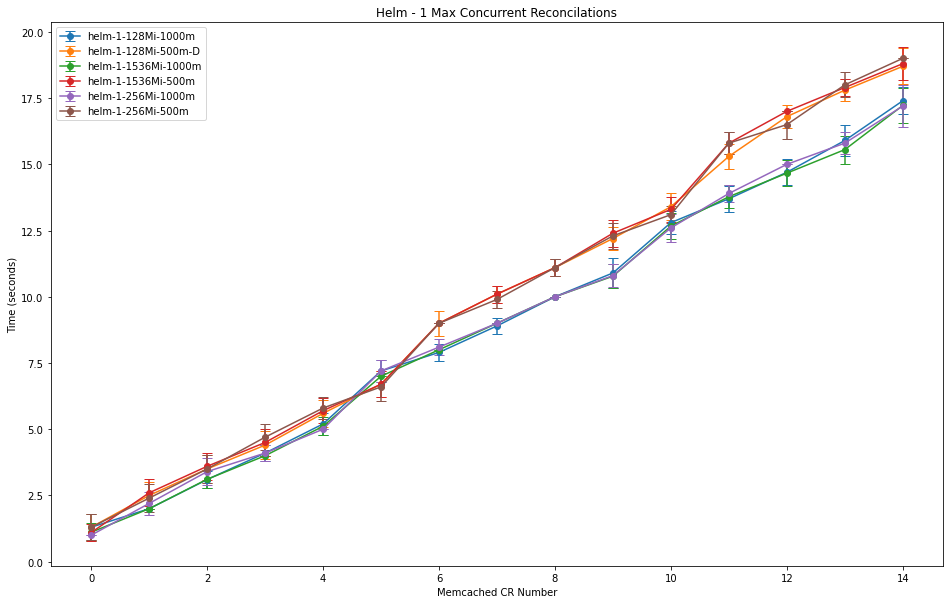 Helm - 1 Max Concurrent Reconcilations
helm-1-128Mi-1000m
helm-1-128Mi-500m-D
helm-1-1536Mi-1000m
helm-1-1536Mi-500m
helm-1-256Mi-1000m
helm-1-256Mi-500m
Time (seconds)
20.0
17.5
15.0
12.5
10.0
7.5
5.0
2.5
0.0
0 2 4 6 8 10 12 14
Memcached CR Number